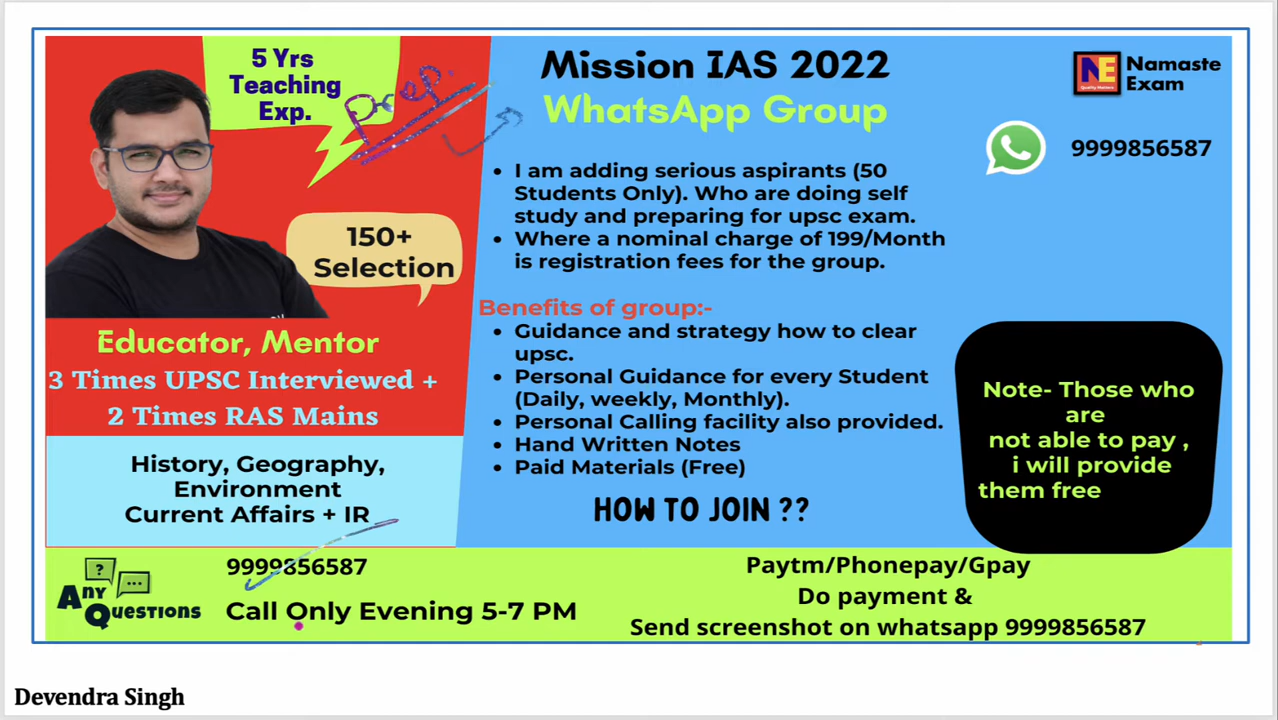 5 Yrs
Teaching
Exp.
Prep.
150+
Selection
Educator, Mentor
3 Times UPSC Interviewed +
2 Times RAS Mains
History, Geography,
Environment
Current Affairs + IR
Mission IAS 2022
WhatsApp Group
I am adding serious aspirants (50
Students Only). Who are doing self
study and preparing for upsc exam.
Where a nominal charge of 199/Month
is registration fees for the group.
Benefits of group:-
Guidance and strategy how to clear
upsc.
Personal Guidance for every Student
(Daily, weekly, Monthly).
Personal Calling facility also provided.
Hand Written Notes
Paid Materials (Free)
HOW TO JOIN ??
NE
Quality Matters
Namaste
Exam
9999856587
Note- Those who
are
not able to pay ,
i will provide
them free
Any
Questions
9999856587
Call Only Evening 5-7 PM
Paytm/Phonepay/Gpay
Do payment &
Send screenshot on whatsapp 9999856587
Devendra Singh